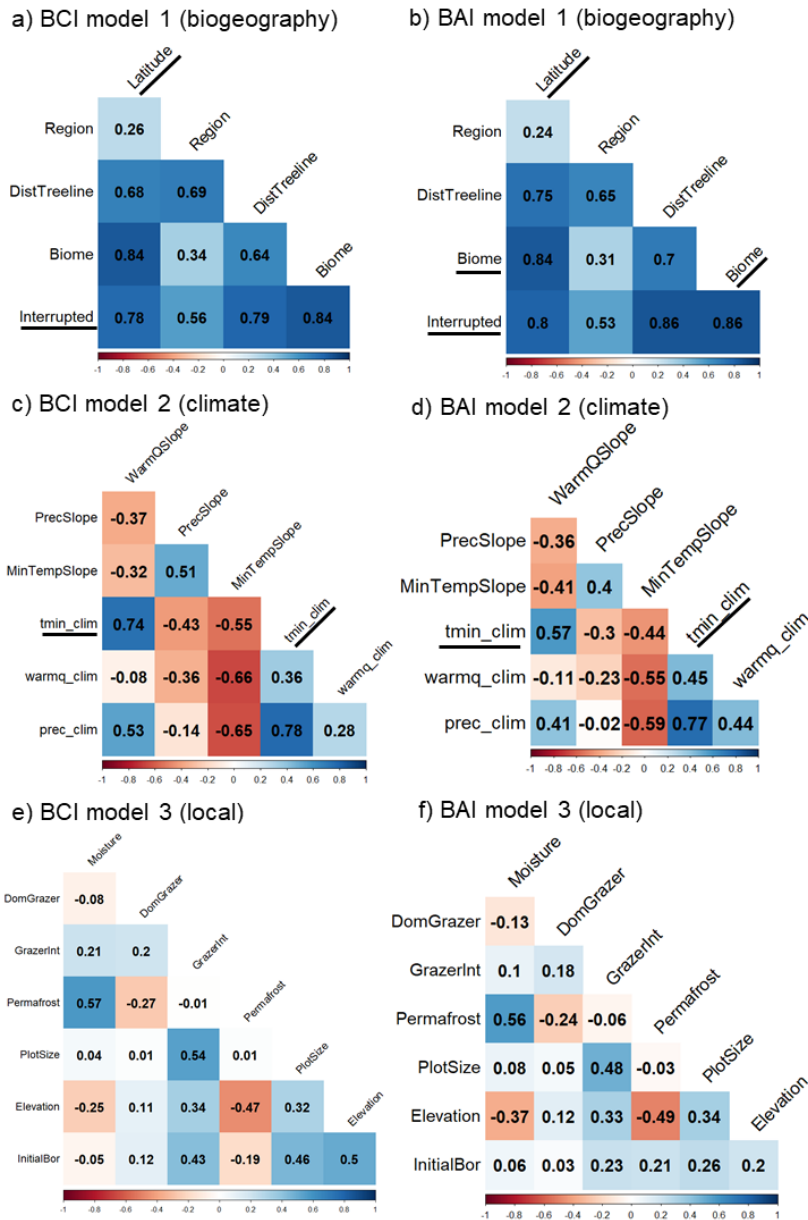 a) BCI model 1 (biogeography)
Latitude
Region
Region 0.26
DistTreeline
DistTreeline 0.68 0.69
Biome
Biome 0.84 0.34 0.64
Interrupted 0.78 0.56 0.79 0.84
-1 -0.8 -0.6 -0.4 -0.2 0 0.2 0.4 0.6 0.8 1
b) BAI model 1 (biogeography)
Latitude
Region
Region 0.24
DistTreeline
DistTreeline 0.75 0.65
Biome
Biome 0.84 0.31 0.7
Interrupted 0.8 0.53 0.86 0.86
-1 -0.8 -0.6 -0.4 -0.2 0 0.2 0.4 0.6 0.8 1
c) BCI model 2 (climate)
WarmQSlope
PrecSlope
PrecSlope -0.37
MinTempSlope
MinTempSlope -0.32 0.51
tmin_clim
tmin_clim 0.74 -0.43 -0.55
warmq_clim
warmq_clim -0.08 -0.36 -0.66 0.36
prec_clim 0.53 -0.14 -0.65 0.78 0.28
-1 -0.8 -0.6 -0.4 -0.2 0 0.2 0.4 0.6 0.8 1
d) BAI model 2 (climate)
WarmQSlope
PrecSlope
PrecSlope -0.36
MinTempSlope
MinTempSlope -0.41 0.4
tmin_clim
tmin_clim 0.57 -0.3 -0.44
warmq_clim
warmq_clim -0.11 -0.23 -0.55 0.45
prec_clim 0.41 -0.02 -0.59 0.77 0.44
-1 -0.8 -0.6 -0.4 -0.2 0 0.2 0.4 0.6 0.8 1
e) BCI model 3 (local)
Moisture
DomGrazer
DomGrazer -0.08
GrazerInt
GrazerInt 0.21 0.2
Permafrost
Permafrost 0.57 -0.27 -0.01
PlotSize
PlotSize 0.04 0.01 0.54 0.01
Elevation
Elevation -0.25 0.11 0.34 -0.47 0.32
InitialBor -0.05 0.12 0.43 -0.19 0.46 0.5
-1 -0.8 -0.6 -0.4 -0.2 0 0.2 0.4 0.6 0.8 1
f) BAI model 3 (local)
Moisture
DomGrazer
DomGrazer -0.13
GrazerInt
GrazerInt 0.1 0.18
Permafrost
Permafrost 0.56 -0.24 -0.06
PlotSize
PlotSize 0.08 0.05 0.48 -0.03
Elevation
Elevation -0.37 0.12 0.33 -0.49 0.34
InitialBor 0.06 0.03 0.23 0.21 0.26 0.2
-1 -0.8 -0.6 -0.4 -0.2 0 0.2 0.4 0.6 0.8 1